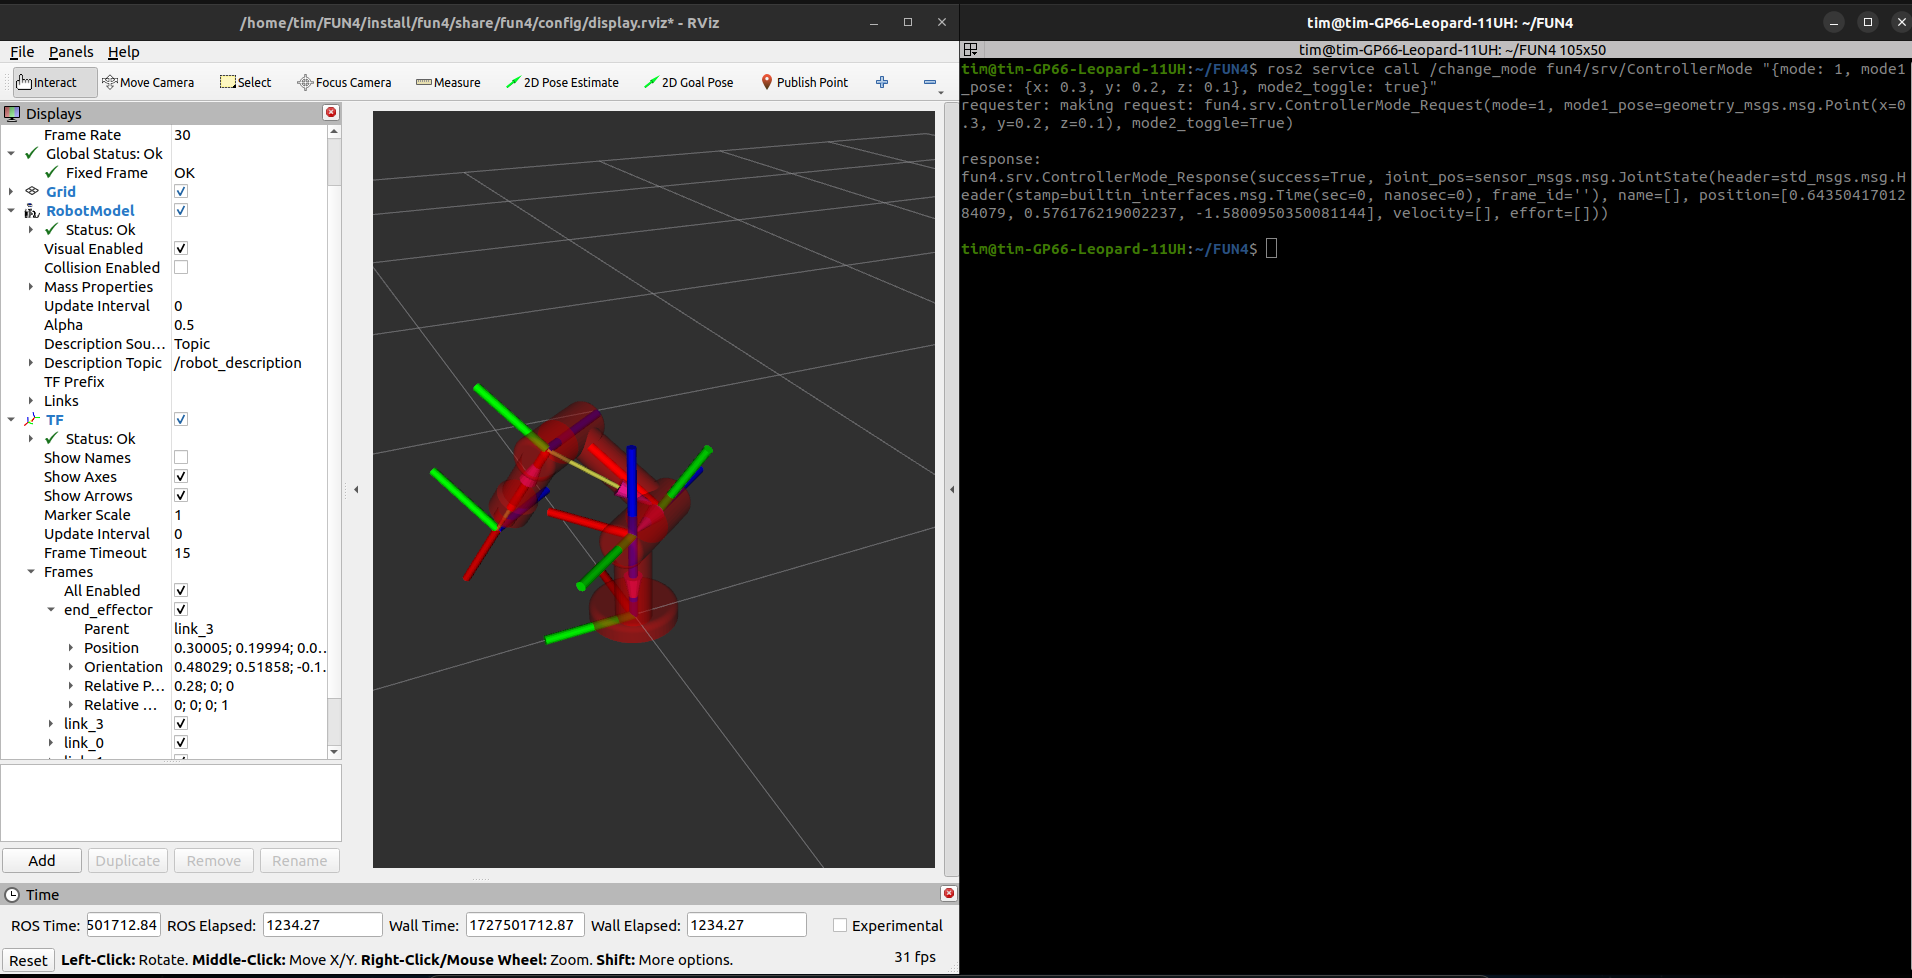 /home/tim/FUN4/install/fun4/share/fun4/config/display.rviz* - RViz
File Panels Help
Interact Move Camera Select Focus Camera Measure 2D Pose Estimate 2D Goal Pose Publish Point
Displays
Frame Rate 30
Global Status: Ok
Fixed Frame OK
Grid
RobotModel
Status: Ok
Visual Enabled
Collision Enabled
Mass Properties
Update Interval 0
Alpha 0.5
Description Sou... Topic
Description Topic /robot_description
TF Prefix
Links
TF
Status: Ok
Show Names
Show Axes
Show Arrows
Marker Scale 1
Update Interval 0
Frame Timeout 15
Frames
All Enabled
end_effector
Parent link_3
Position 0.30005; 0.19994; 0.0...
Orientation 0.48029; 0.51858; -0.1...
Relative P... 0.28; 0; 0
Relative ... 0; 0; 0; 1
link_3
link_0
Add Duplicate Remove Rename
Time
ROS Time: 501712.84 ROS Elapsed: 1234.27 Wall Time: 1727501712.87 Wall Elapsed: 1234.27 Experimental
Reset Left-Click: Rotate. Middle-Click: Move X/Y. Right-Click/Mouse Wheel: Zoom. Shift: More options. 31 fps
tim@tim-GP66-Leopard-11UH: ~/FUN4
tim@tim-GP66-Leopard-11UH: ~/FUN4 105x50
tim@tim-GP66-Leopard-11UH:~/FUN4$ ros2 service call /change_mode fun4/srv/ControllerMode "{mode: 1, mode1
_pose: {x: 0.3, y: 0.2, z: 0.1}, mode2_toggle: true}"
requester: making request: fun4.srv.ControllerMode_Request(mode=1, mode1_pose=geometry_msgs.msg.Point(x=0
.3, y=0.2, z=0.1), mode2_toggle=True)
response:
fun4.srv.ControllerMode_Response(success=True, joint_pos=sensor_msgs.msg.JointState(header=std_msgs.msg.H
eader(stamp=builtin_interfaces.msg.Time(sec=0, nanosec=0), frame_id=''), name=[], position=[0.64350417012
84079, 0.576176219002237, -1.5800950350081144], velocity=[], effort=[]))
tim@tim-GP66-Leopard-11UH:~/FUN4$